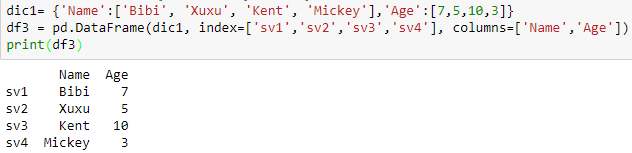 dic1= {'Name':['Bibi', 'Xuxu', 'Kent', 'Mickey'],'Age':[7,5,10,3]}
df3 = pd.DataFrame(dic1, index=['sv1','sv2','sv3','sv4'], columns=['Name','Age'])
print(df3)
Name Age
sv1 Bibi 7
sv2 Xuxu 5
sv3 Kent 10
sv4 Mickey 3